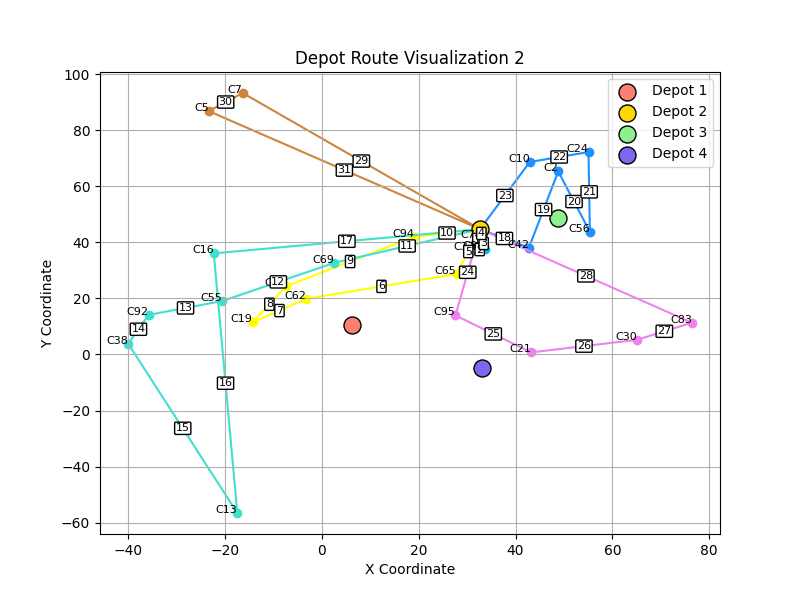 Depot Route Visualization 2
Y Coordinate
X Coordinate
100
80
60
40
20
0
−20
−40
−60
−40
−20
0
20
40
60
80
Depot 1
Depot 2
Depot 3
Depot 4
C7
C5
30
29
31
C10
22
C24
C2
23
21
20
19
C56
C42
18
C16
17
C94
10
11
4
3
5
C69
9
12
C65
24
28
C55
6
C62
8
7
C19
C92
13
14
C38
C95
25
C21
26
C30
27
C83
16
15
C13